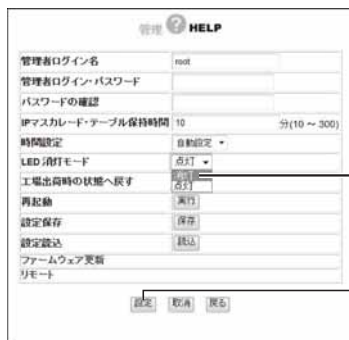 管理 HELP
管理者ログイン名 root
管理者ログイン・パスワード
パスワードの確認
IPマスカレード・テーブル保持時間 10 分(10 ~ 300)
時間設定 自動設定
LED 消灯モード 点灯
消灯
工場出荷時の状態へ戻す 点灯
再起動 実行
設定保存 保存
設定読込 読込
ファームウェア更新
リモート
設定 取消 戻る